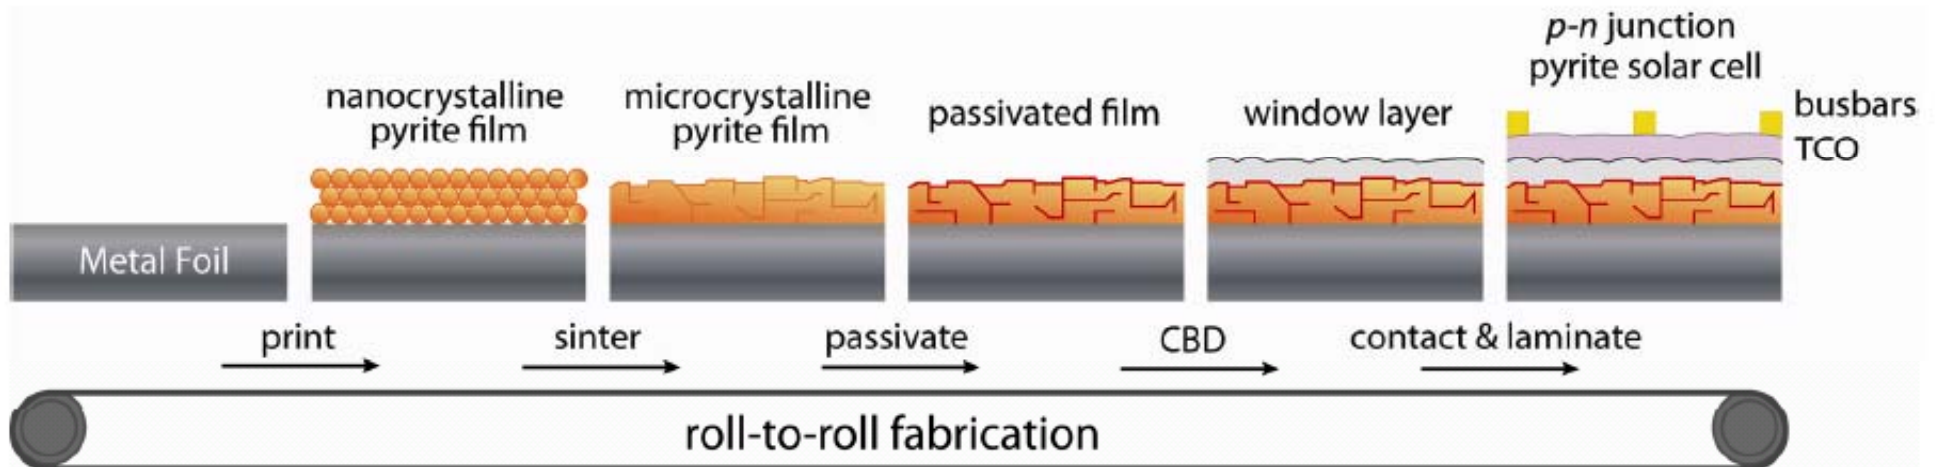 p-n junction
pyrite solar cell
nanocrystalline
pyrite film
microcrystalline
pyrite film
passivated film
window layer
busbars
TCO
Metal Foil
print
sinter
passivate
CBD
contact & laminate
roll-to-roll fabrication